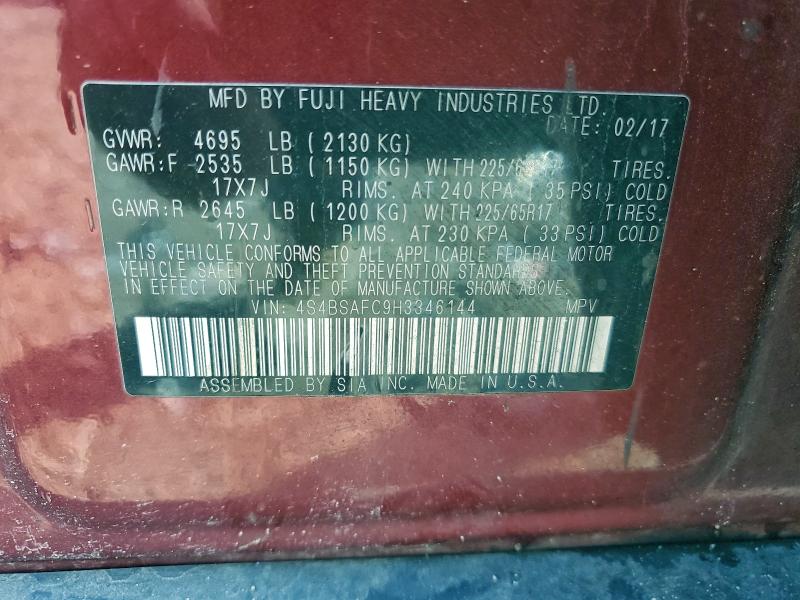 MFD BY FUJI HEAVY INDUSTRIES LTD.
DATE: 02/17
GVWR: 4695 LB ( 2130 KG)
GAWR:F 2535 LB ( 1150 KG) WITH TIRES.
17X7J RIMS. AT 240 KPA ( 35 PSI) COLD
GAWR:R 2645 LB ( 1200 KG) WITH 225/65R17 TIRES.
17X7J RIMS. AT 230 KPA ( 33 PSI) COLD
THIS VEHICLE CONFORMS TO ALL APPLICABLE FEDERAL MOTOR
VEHICLE SAFETY AND THEFT PREVENTION STANDARDS
IN EFFECT ON THE DATE OF MANUFACTURE SHOWN ABOVE.
VIN: 4S4BSAFC9H3346144 MPV
ASSEMBLED BY SIA INC. MADE IN U.S.A.